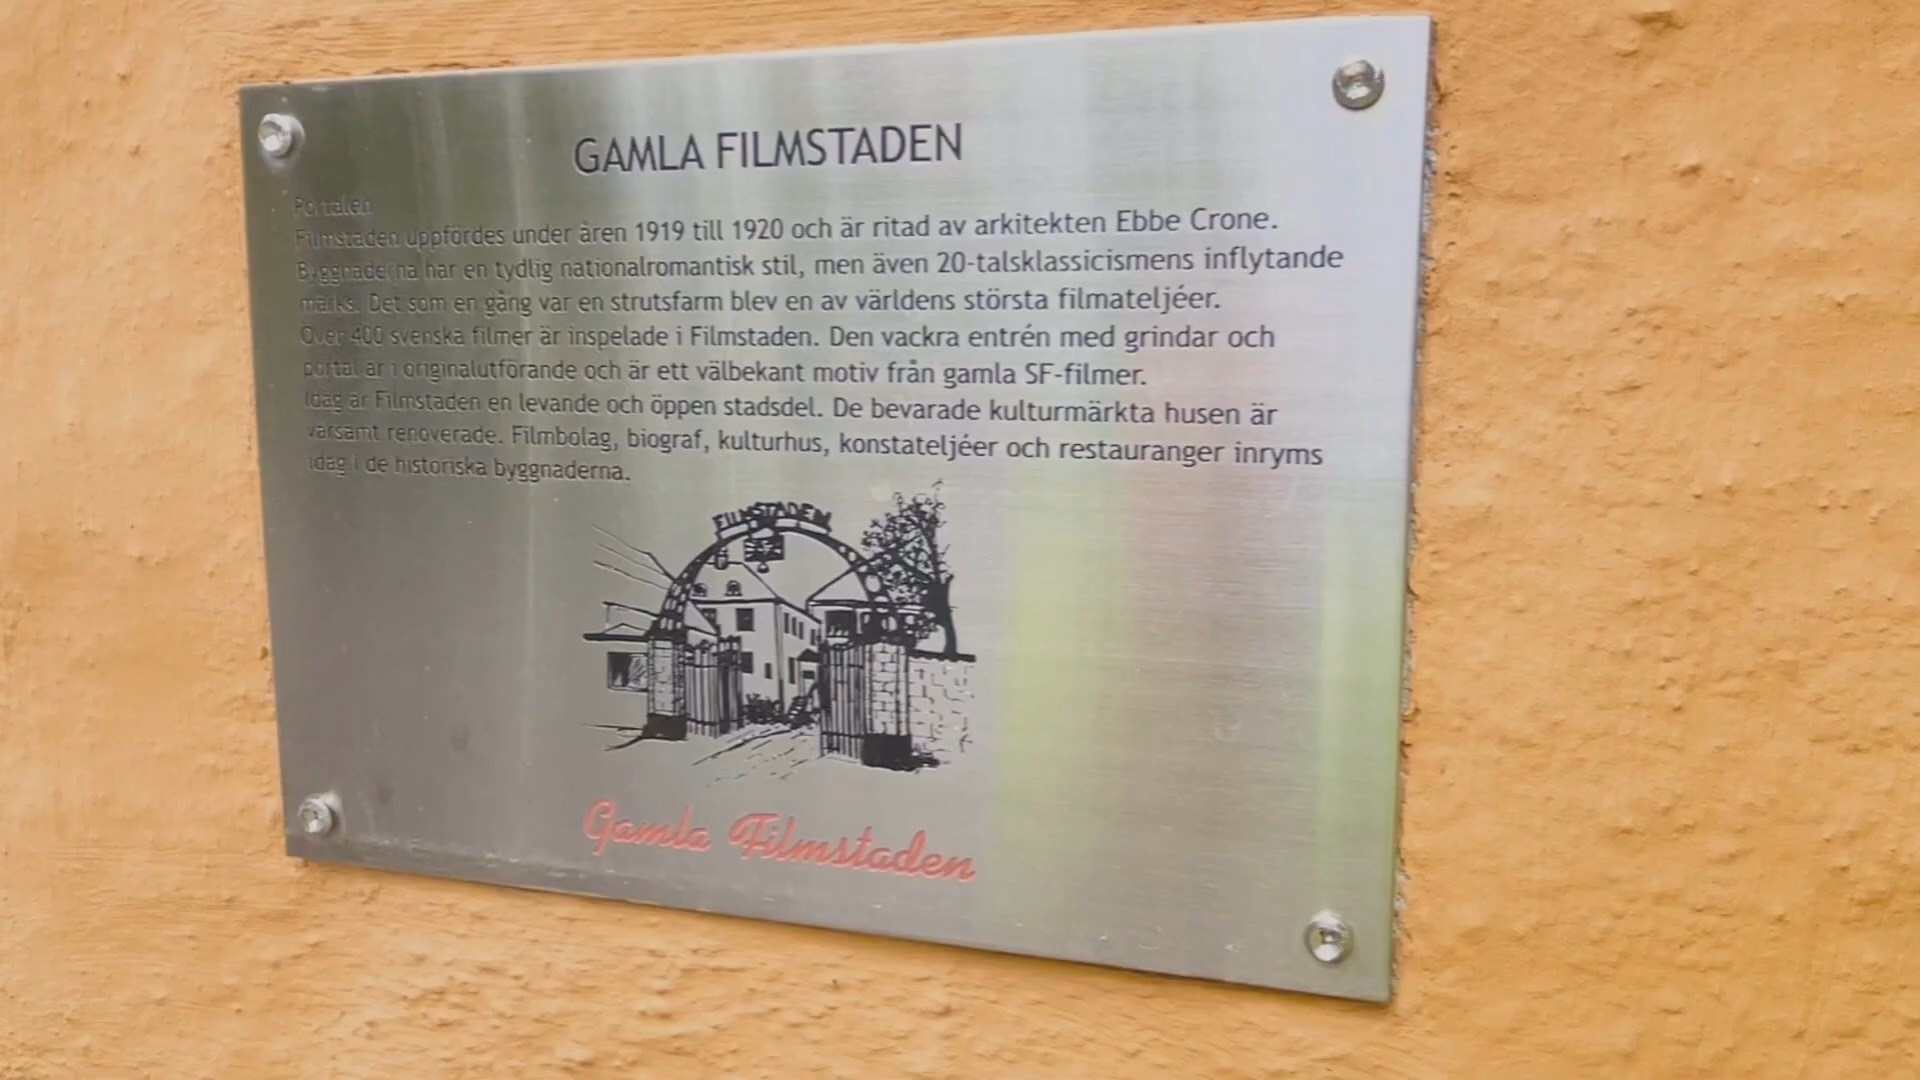 GAMLA FILMSTADEN
Portalen
Filmstaden uppfördes under åren 1919 till 1920 och är ritad av arkitekten Ebbe Crone.
Byggnaderna har en tydlig nationalromantisk stil, men även 20-talsklassicismens inflytande
märks. Det som en gång var en strutsfarm blev en av världens största filmateljéer.
Över 400 svenska filmer är inspelade i Filmstaden. Den vackra entrén med grindar och
portal är i originalutförande och är ett välbekant motiv från gamla SF-filmer.
Idag är Filmstaden en levande och öppen stadsdel. De bevarade kulturmärkta husen är
varsamt renoverade. Filmbolag, biograf, kulturhus, konstateljéer och restauranger inryms
idag i de historiska byggnaderna.
FILMSTADEN
Gamla Filmstaden